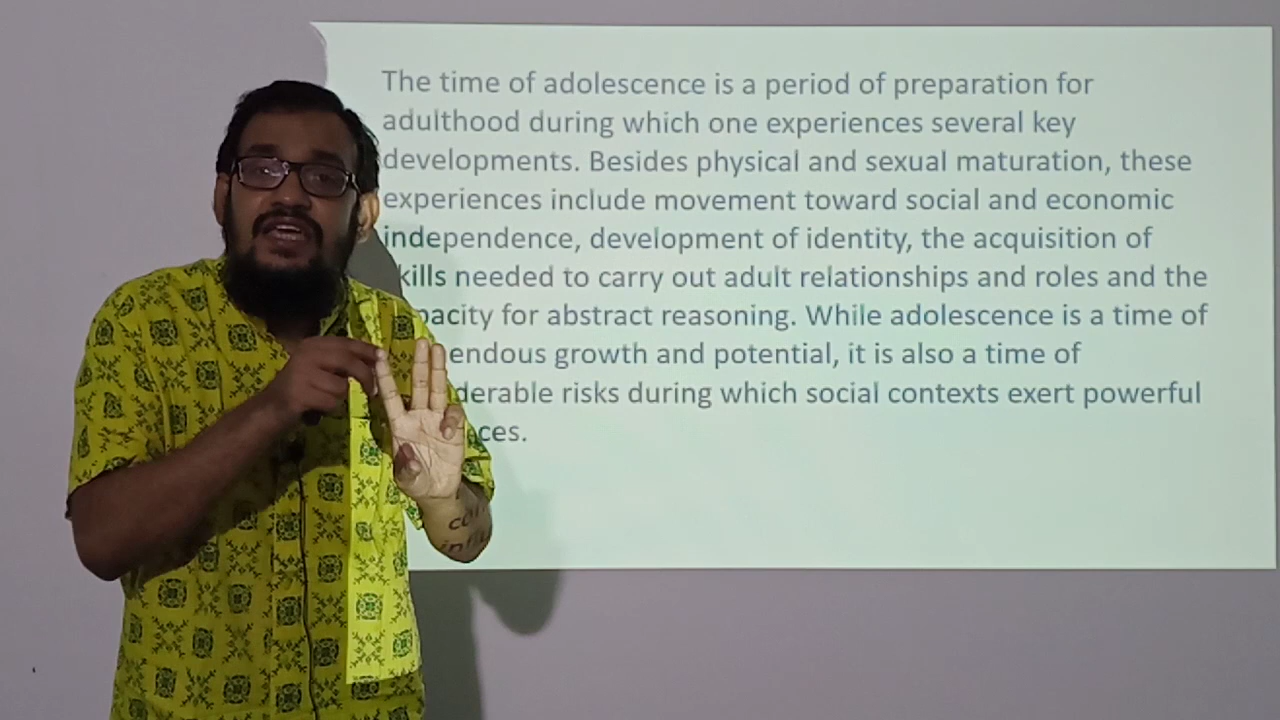 The time of adolescence is a period of preparation for
adulthood during which one experiences several key
developments. Besides physical and sexual maturation, these
experiences include movement toward social and economic
independence, development of identity, the acquisition of
kills needed to carry out adult relationships and roles and the
pacity for abstract reasoning. While adolescence is a time of
endous growth and potential, it is also a time of
derable risks during which social contexts exert powerful
ces.